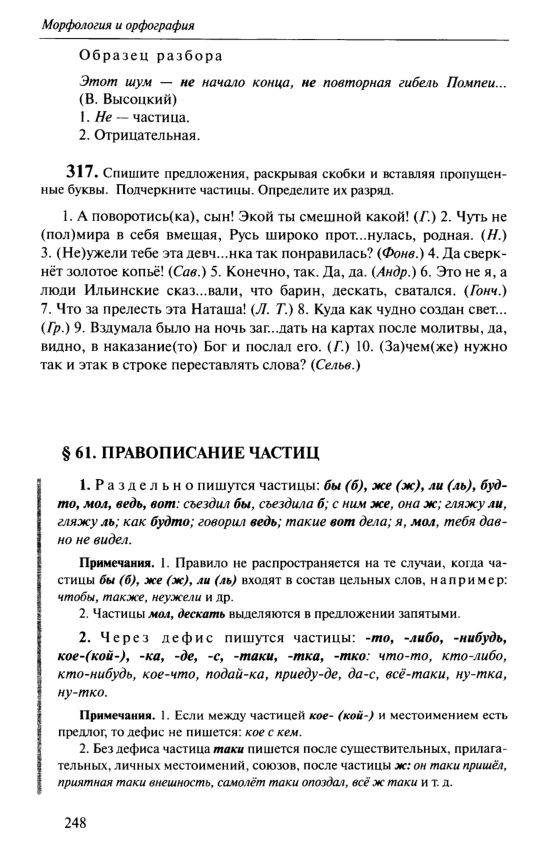 Морфология и орфография
Образец разбора
Этот шум — не начало конца, не повторная гибель Помпеи...
(В. Высоцкий)
1. Не — частица.
2. Отрицательная.
317. Спишите предложения, раскрывая скобки и вставляя пропущен-
ные буквы. Подчеркните частицы. Определите их разряд.
1. А поворотись(ка), сын! Экой ты смешной какой! (Г.) 2. Чуть не
(пол)мира в себя вмещая, Русь широко прот...нулась, родная. (Н.)
3. (Не)ужели тебе эта девч...нка так понравилась? (Фонв.) 4. Да сверк-
нёт золотое копьё! (Сав.) 5. Конечно, так. Да, да. (Андр.) 6. Это не я, а
люди Ильинские сказ...вали, что барин, дескать, сватался. (Гонч.)
7. Что за прелесть эта Наташа! (Л. Т.) 8. Куда как чудно создан свет...
(Гр.) 9. Вздумала было на ночь заг...дать на картах после молитвы, да,
видно, в наказание(то) Бог и послал его. (Г.) 10. (За)чем(же) нужно
так и этак в строке переставлять слова? (Сельв.)
§ 61. ПРАВОПИСАНИЕ ЧАСТИЦ
1. Раздельно пишутся частицы: бы (б), же (ж), ли (ль), буд-
то, мол, ведь, вот: съездил бы, съездила б; с ним же, она ж; гляжу ли,
гляжу ль; как будто; говорил ведь; такие вот дела; я, мол, тебя дав-
но не видел.
Примечания. 1. Правило не распространяется на те случаи, когда ча-
стицы бы (б), же (ж), ли (ль) входят в состав цельных слов, например:
чтобы, также, неужели и др.
2. Частицы мол, дескать выделяются в предложении запятыми.
2. Через дефис пишутся частицы: -то, -либо, -нибудь,
кое-(кой-), -ка, -де, -с, -таки, -тка, -тко: что-то, кто-либо,
кто-нибудь, кое-что, подай-ка, приеду-де, да-с, всё-таки, ну-тка,
ну-тко.
Примечания. 1. Если между частицей кое- (кой-) и местоимением есть
предлог, то дефис не пишется: кое с кем.
2. Без дефиса частица таки пишется после существительных, прилага-
тельных, личных местоимений, союзов, после частицы ж: он таки пришёл,
приятная таки внешность, самолёт таки опоздал, всё ж таки и т. д.
248